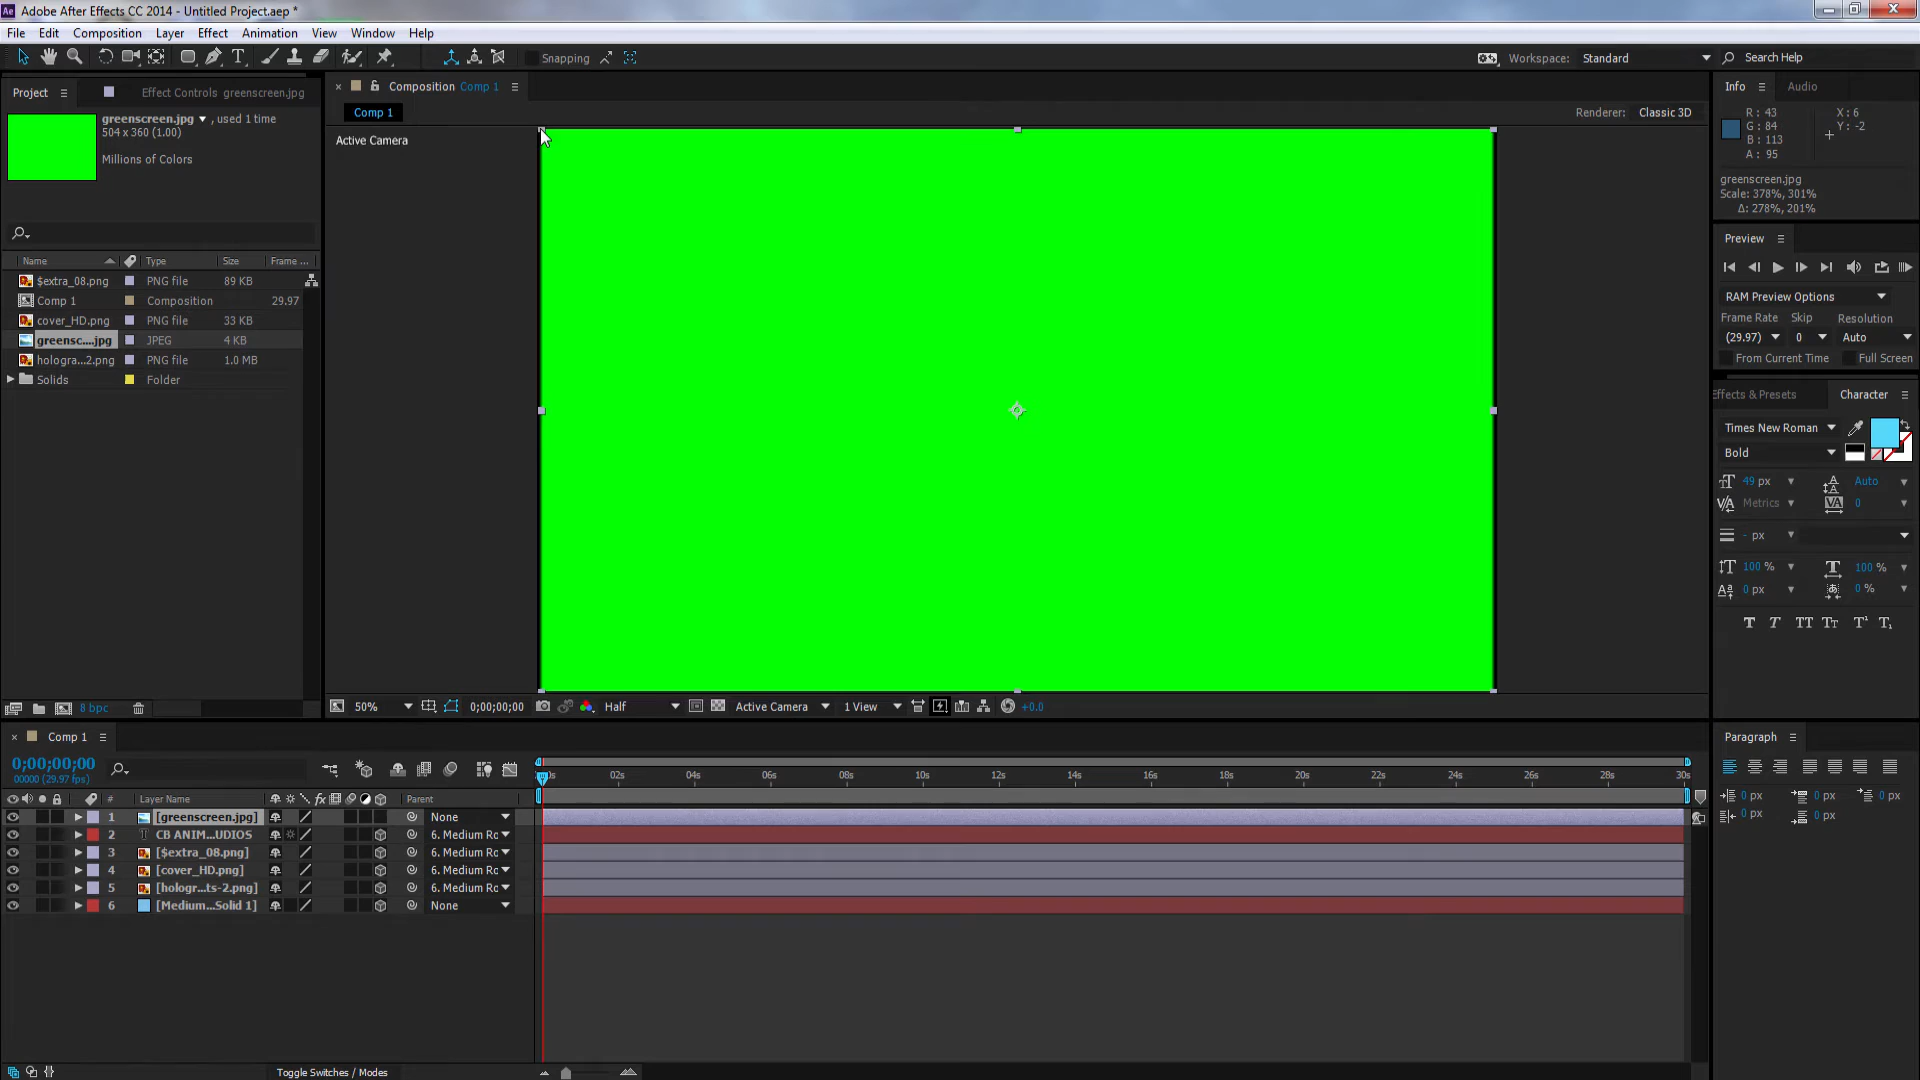 Adobe After Effects CC 2014 - Untitled Project.aep *
File Edit Composition Layer Effect Animation View Window Help
Snapping
Workspace: Standard
Search Help
Project
Effect Controls greenscreen.jpg
greenscreen.jpg , used 1 time
504 x 360 (1.00)
Millions of Colors
Name Type Size Frame ...
$extra_08.png PNG file 89 KB
Comp 1 Composition 29.97
cover_HD.png PNG file 33 KB
greensc....jpg JPEG 4 KB
hologra...2.png PNG file 1.0 MB
Solids Folder
8 bpc
Composition Comp 1
Comp 1
Renderer: Classic 3D
Active Camera
50% 0;00;00;00 Half Active Camera 1 View +0.0
Info Audio
R : 43 X : 6
G : 84 Y : -2
B : 113
A : 95
greenscreen.jpg
Scale: 378%, 301%
Δ: 278%, 201%
Preview
RAM Preview Options
Frame Rate Skip Resolution
(29.97) 0 Auto
From Current Time Full Screen
Effects & Presets Character
Times New Roman
Bold
49 px Auto
Metrics 0
- px
100 % 100 %
0 px 0 %
Comp 1
0;00;00;00
00000 (29.97 fps)
02s 04s 06s 08s 10s 12s 14s 16s 18s 20s 22s 24s 26s 28s 30s
# Layer Name Parent
1 [greenscreen.jpg] None
2 CB ANIM...UDIOS 6. Medium Ro
3 [$extra_08.png] 6. Medium Ro
4 [cover_HD.png] 6. Medium Ro
5 [hologr...ts-2.png] 6. Medium Ro
6 [Medium...Solid 1] None
Toggle Switches / Modes
Paragraph
0 px 0 px 0 px
0 px 0 px